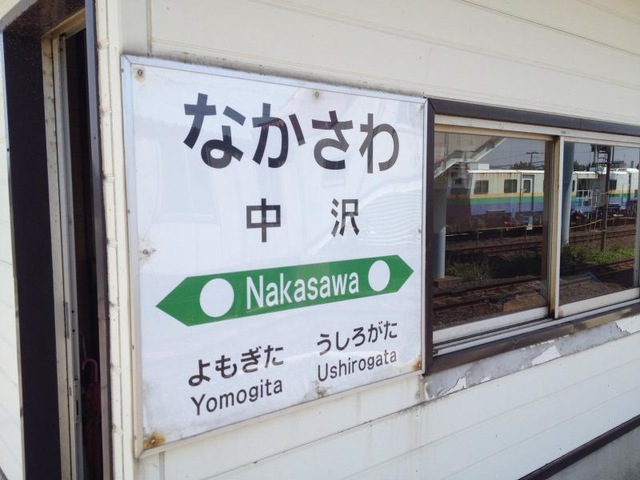 なかさわ
中沢
Nakasawa
よもぎた うしろがた
Yomogita Ushirogata